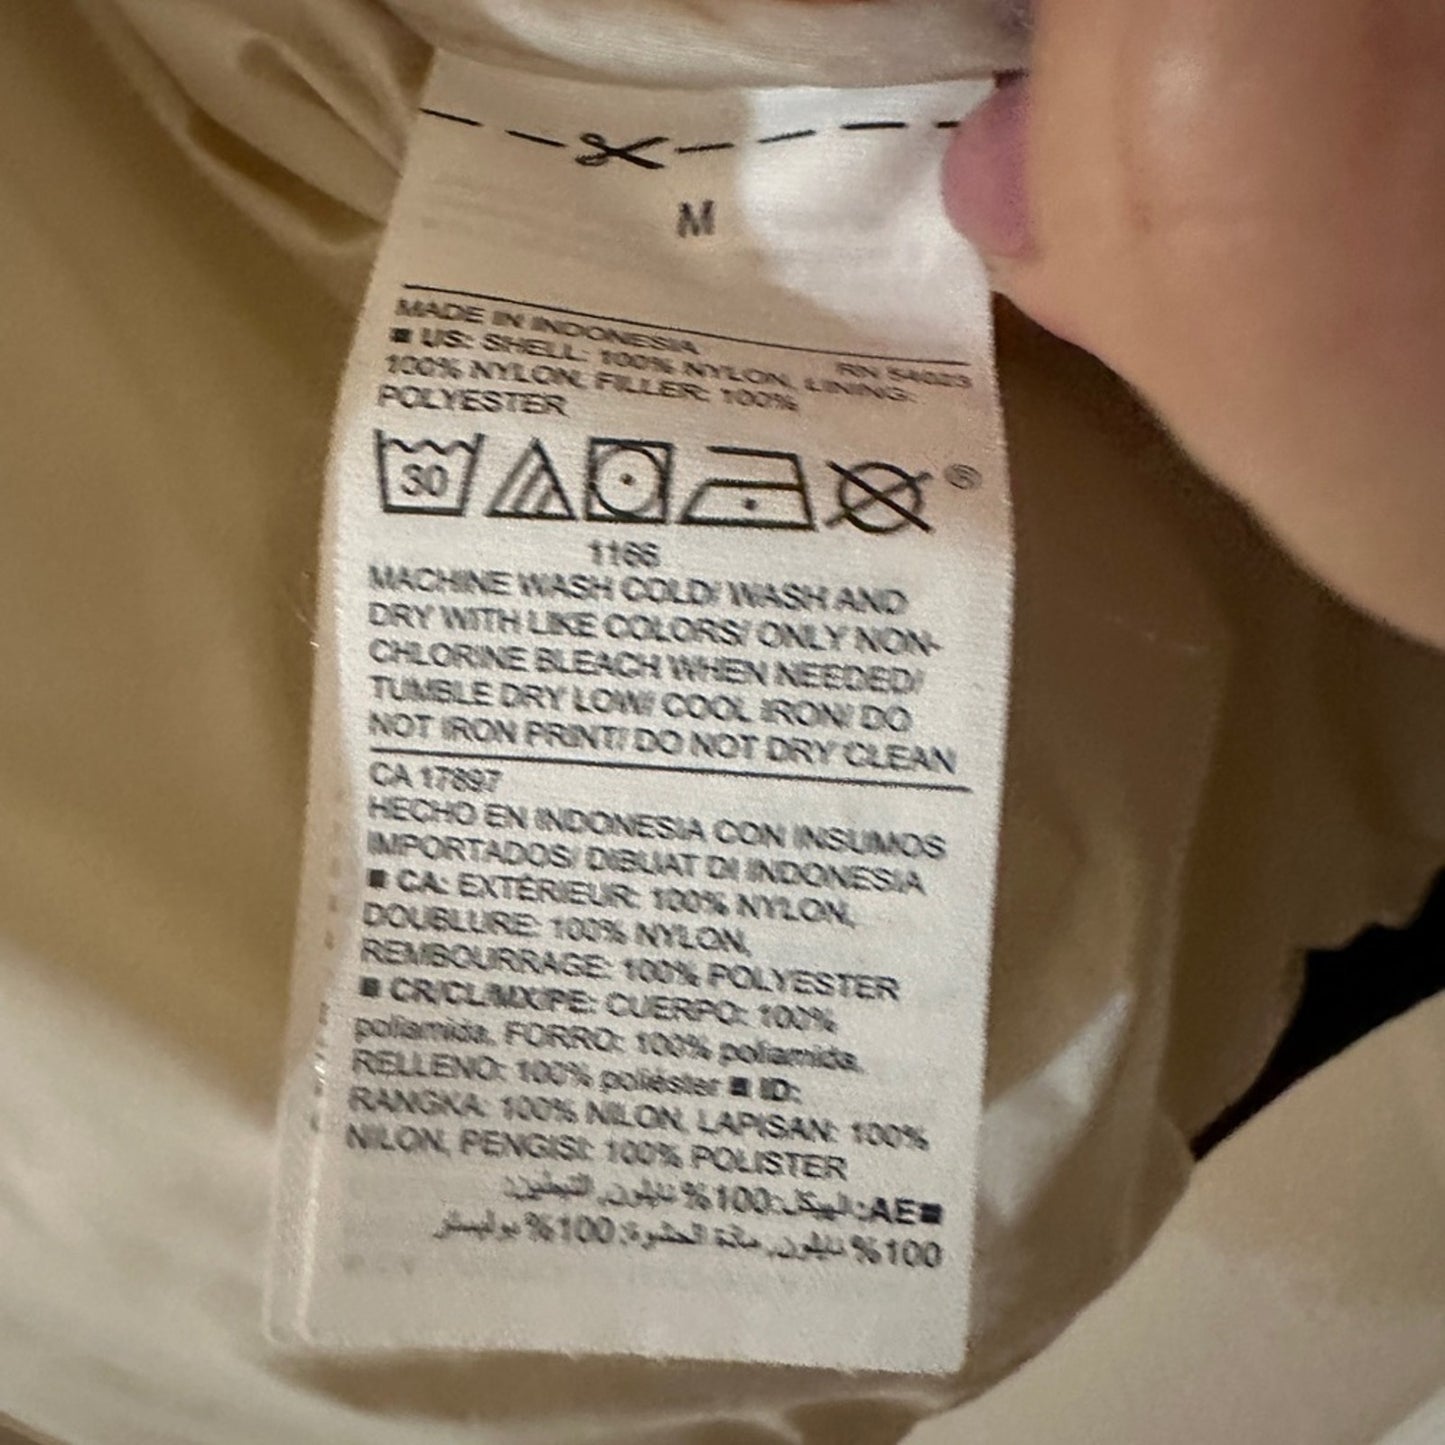 M
MADE IN INDONESIA
RN 54023
■ US: SHELL: 100% NYLON, LINING:
100% NYLON, FILLER: 100%
POLYESTER
30
®
1166
MACHINE WASH COLD/ WASH AND
DRY WITH LIKE COLORS/ ONLY NON-
CHLORINE BLEACH WHEN NEEDED/
TUMBLE DRY LOW/ COOL IRON/ DO
NOT IRON PRINT/ DO NOT DRY CLEAN
CA 17897
HECHO EN INDONESIA CON INSUMOS
IMPORTADOS/ DIBUAT DI INDONESIA
■ CA: EXTÉRIEUR: 100% NYLON,
DOUBLURE: 100% NYLON,
REMBOURRAGE: 100% POLYESTER
■ CR/CL/MX/PE: CUERPO: 100%
poliamida, FORRO: 100% poliamida,
RELLENO: 100% poliéster ■ ID:
RANGKA: 100% NILON, LAPISAN: 100%
NILON, PENGISI: 100% POLISTER
■AE: الهيكل: 100% نايلون, التبطين:
100% نايلون, مادة الحشوة: 100% بوليستر